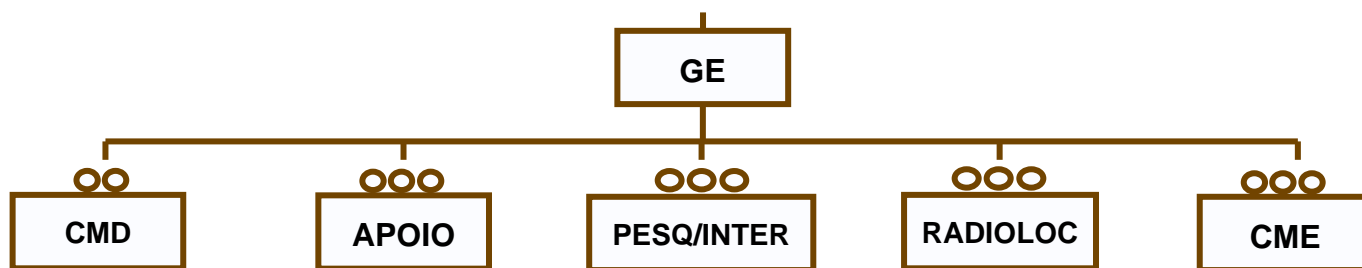 GE
CMD
APOIO
PESQ/INTER
RADIOLOC
CME